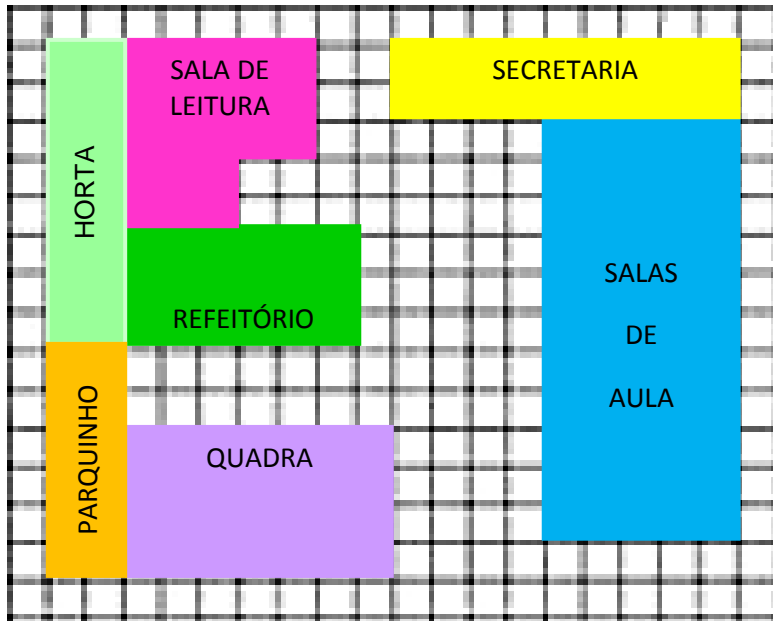 SALA DE
LEITURA
SECRETARIA
HORTA
SALAS
DE
AULA
REFEITÓRIO
PARQUINHO
QUADRA